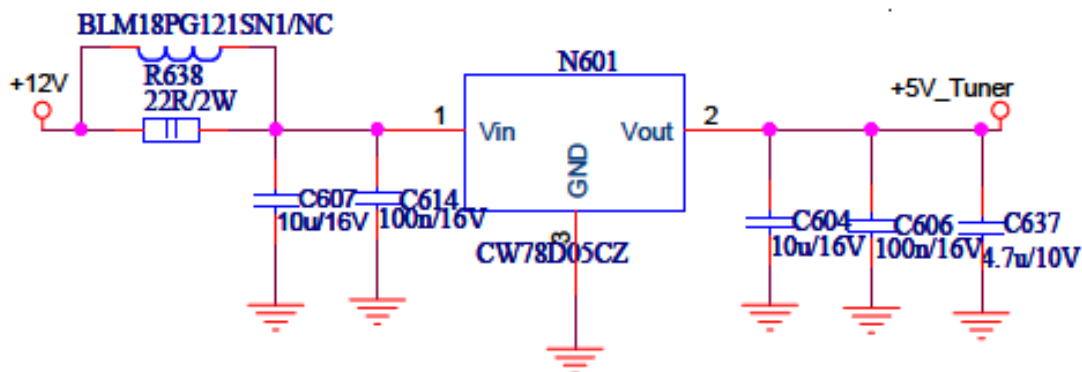 BLM18PG121SN1/NC
N601
+12V
R638
22R/2W
+5V_Tuner
1
Vin
Vout
2
GND
3
C607
10u/16V
C614
100n/16V
CW78D05CZ
C604
10u/16V
C606
100n/16V
C637
4.7u/10V